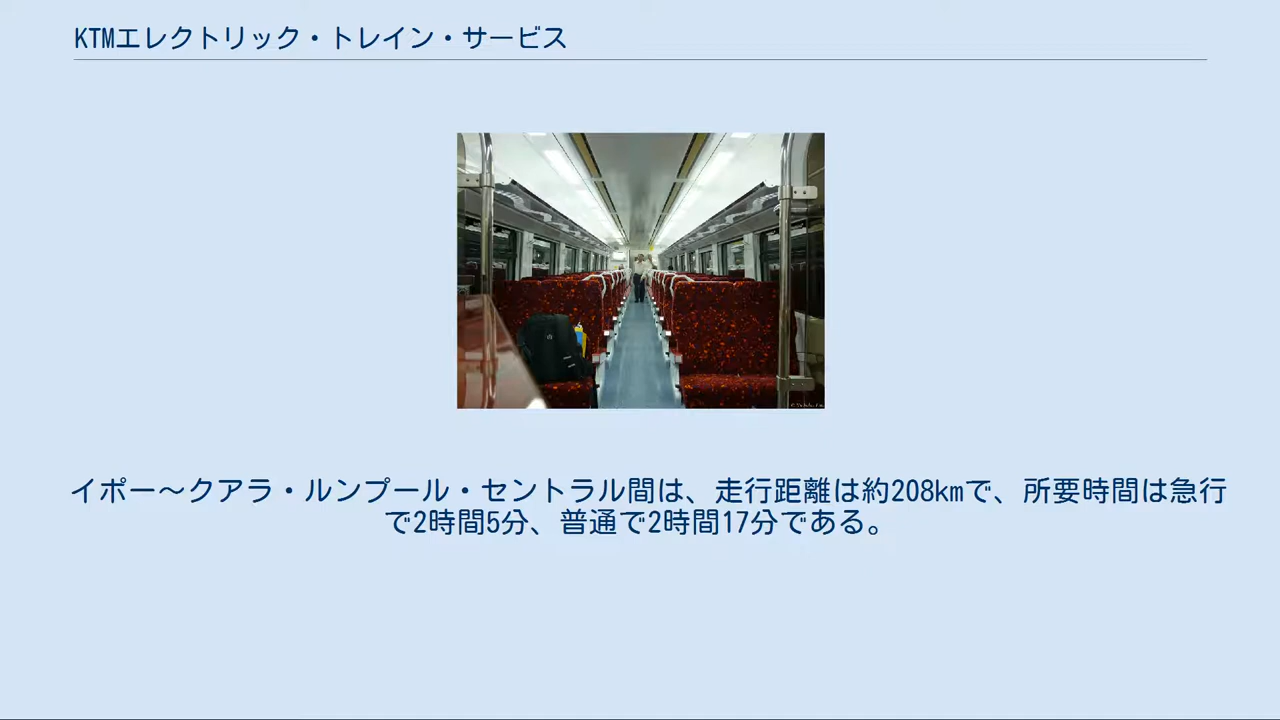 KTMエレクトリック・トレイン・サービス
イポー～クアラ・ルンプール・セントラル間は、走行距離は約208kmで、所要時間は急行
で2時間5分、普通で2時間17分である。